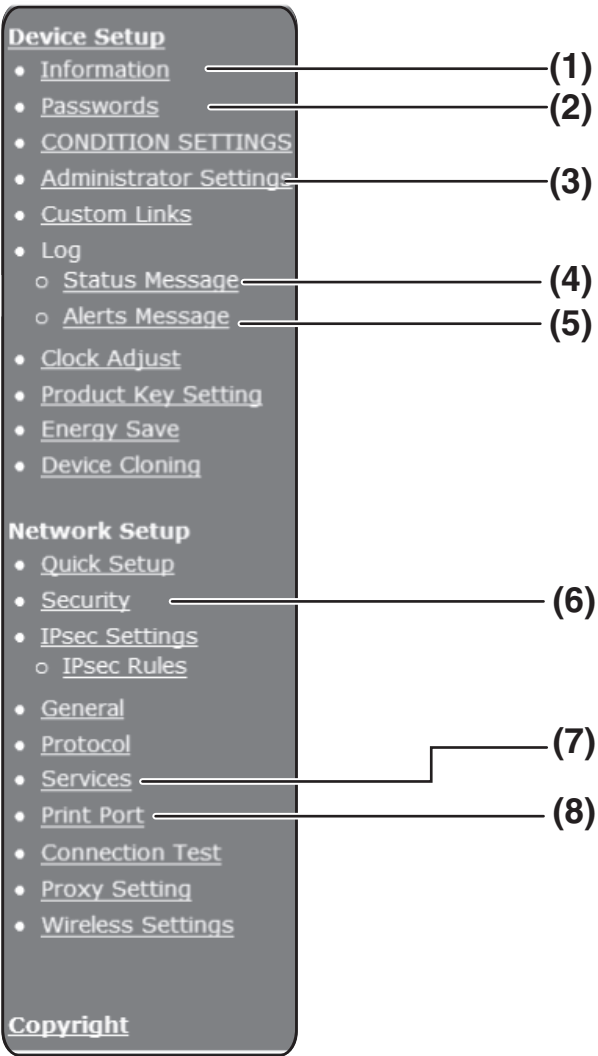 Device Setup
• Information (1)
• Passwords (2)
• CONDITION SETTINGS
• Administrator Settings (3)
• Custom Links
• Log
o Status Message (4)
o Alerts Message (5)
• Clock Adjust
• Product Key Setting
• Energy Save
• Device Cloning
Network Setup
• Quick Setup
• Security (6)
• IPsec Settings
o IPsec Rules
• General
• Protocol
• Services (7)
• Print Port (8)
• Connection Test
• Proxy Setting
• Wireless Settings
Copyright